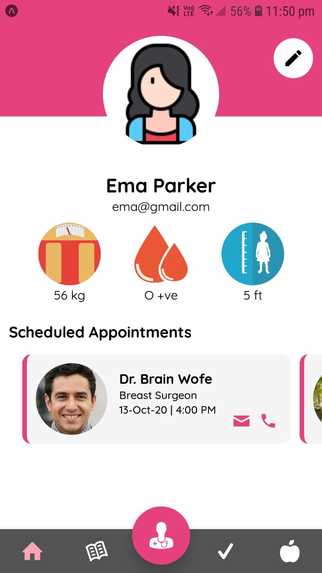 Vo) LTE 56% 11:50 pm
Ema Parker
ema@gmail.com
56 kg
O +ve
5 ft
Scheduled Appointments
Dr. Brain Wofe
Breast Surgeon
13-Oct-20 | 4:00 PM